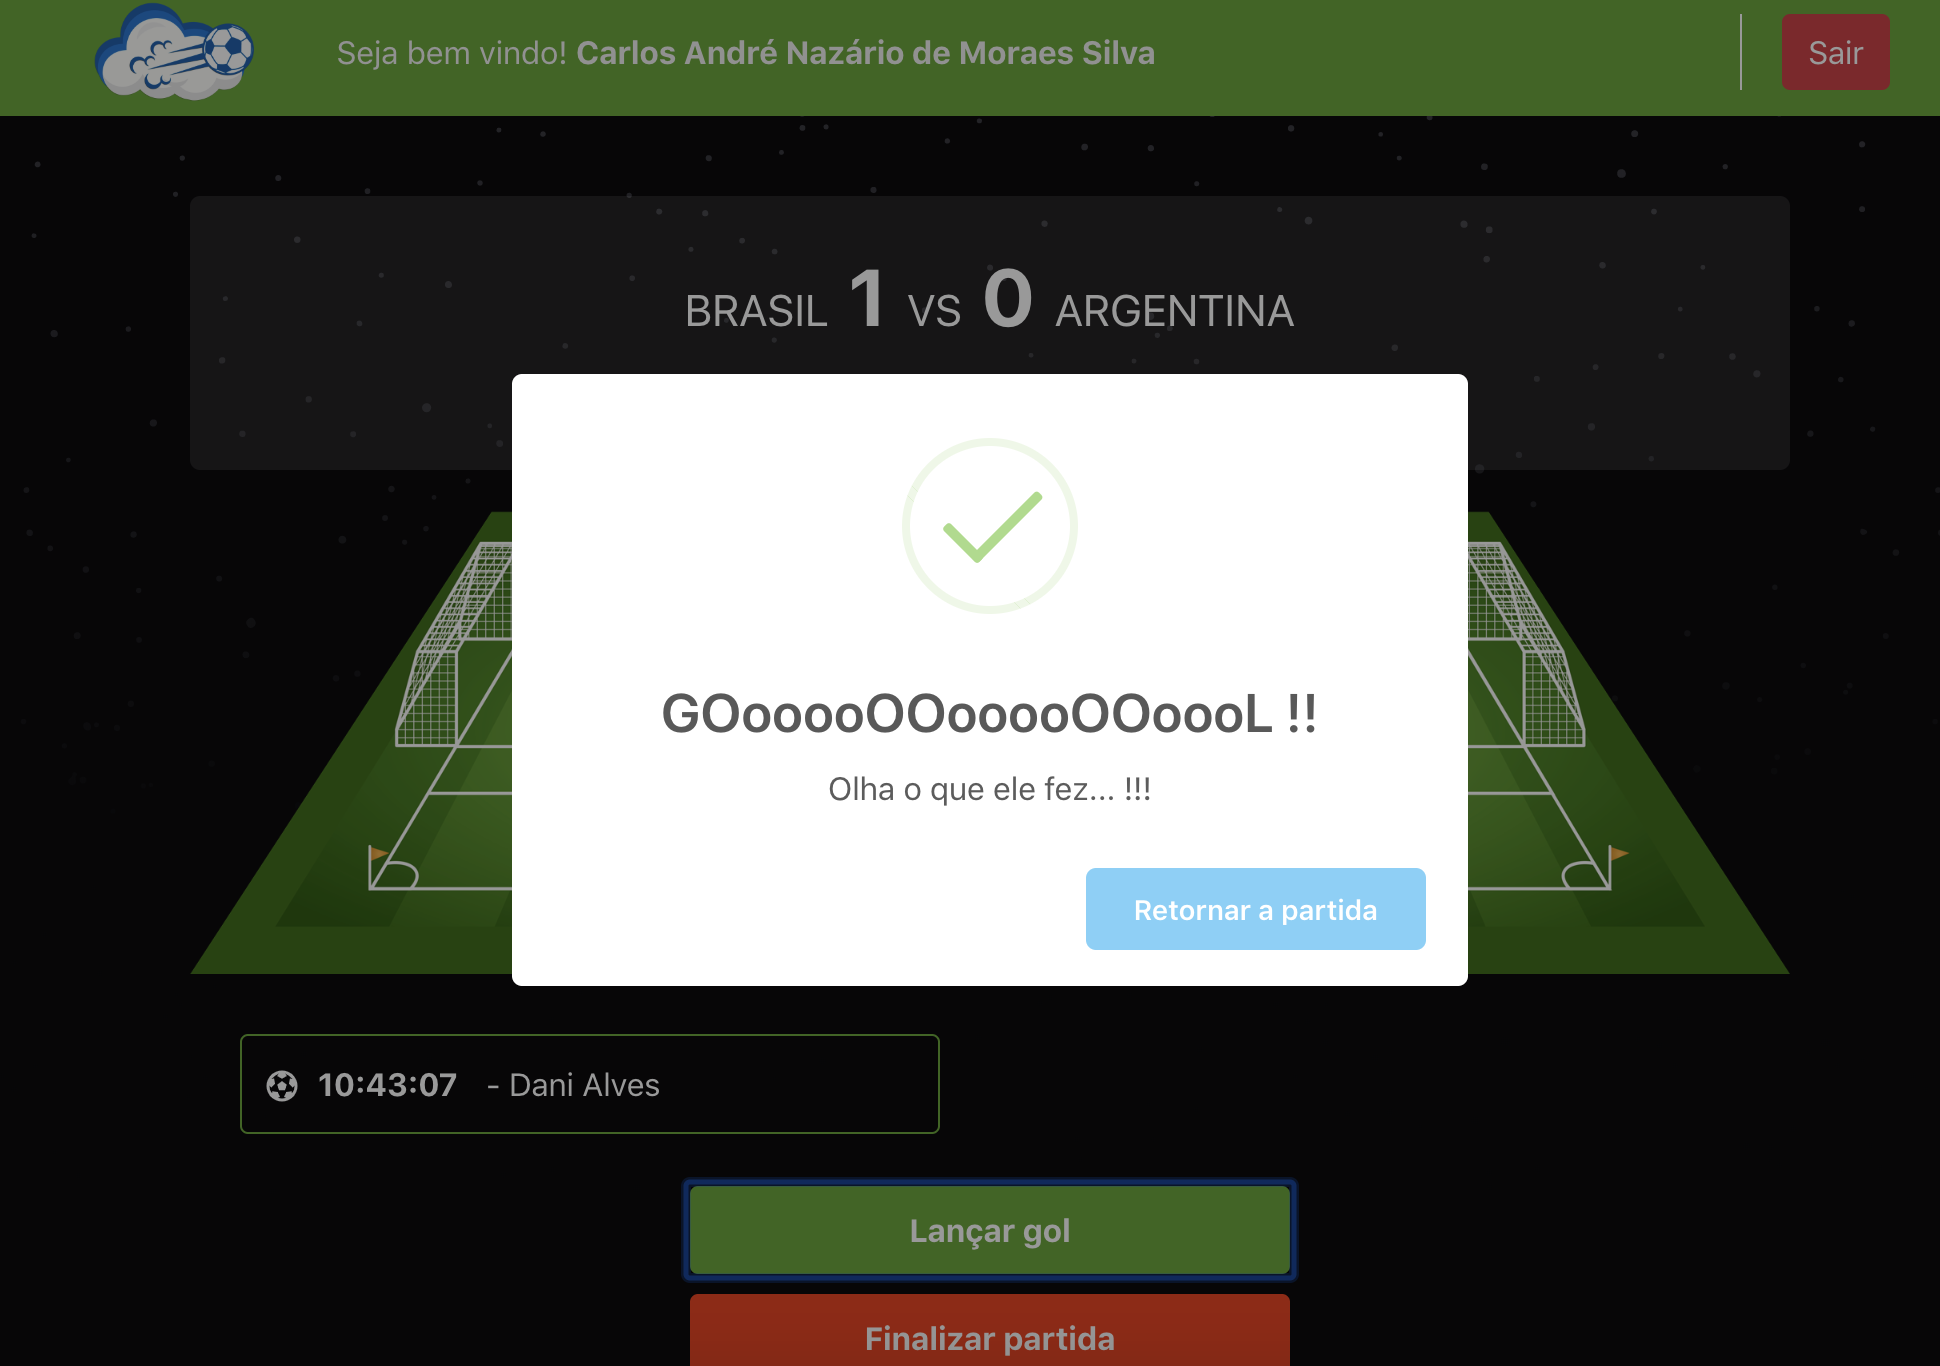 Seja bem vindo! Carlos André Nazário de Moraes Silva
Sair
BRASIL 1 VS 0 ARGENTINA
GOooooOOooooOOoooL !!
Olha o que ele fez... !!!
Retornar a partida
10:43:07 - Dani Alves
Lançar gol
Finalizar partida